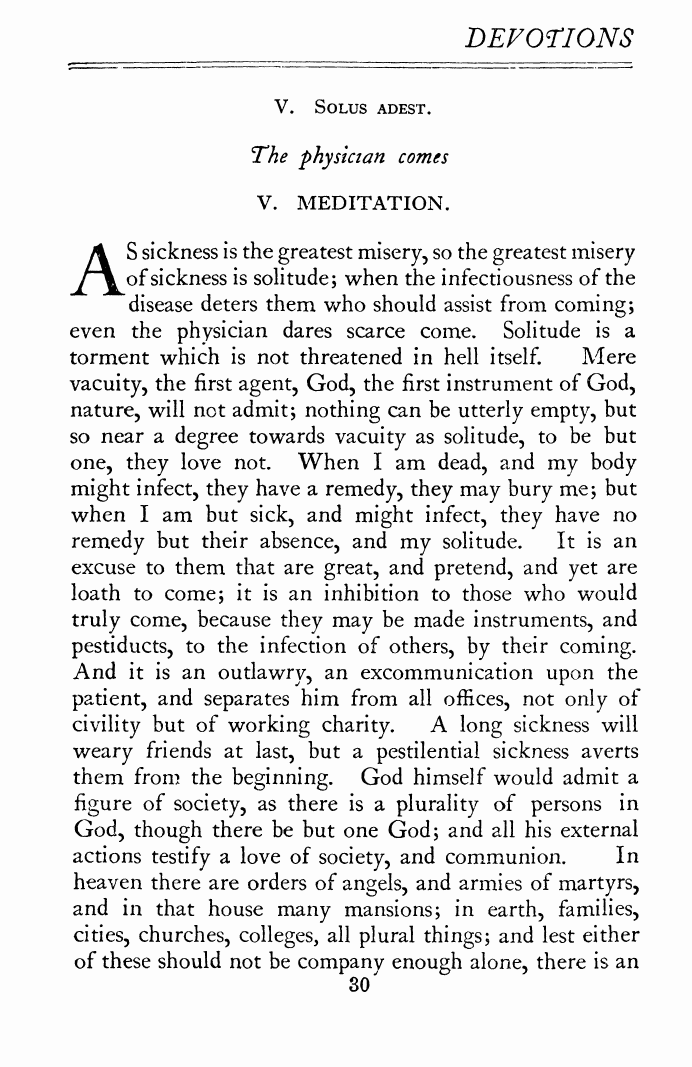 DEVOTIONS
V. SOLUS ADEST.
The physician comes
V. MEDITATION.
AS sickness is the greatest misery, so the greatest misery
of sickness is solitude; when the infectiousness of the
disease deters them who should assist from coming;
even the physician dares scarce come. Solitude is a
torment which is not threatened in hell itself. Mere
vacuity, the first agent, God, the first instrument of God,
nature, will not admit; nothing can be utterly empty, but
so near a degree towards vacuity as solitude, to be but
one, they love not. When I am dead, and my body
might infect, they have a remedy, they may bury me; but
when I am but sick, and might infect, they have no
remedy but their absence, and my solitude. It is an
excuse to them that are great, and pretend, and yet are
loath to come; it is an inhibition to those who would
truly come, because they may be made instruments, and
pestiducts, to the infection of others, by their coming.
And it is an outlawry, an excommunication upon the
patient, and separates him from all offices, not only of
civility but of working charity. A long sickness will
weary friends at last, but a pestilential sickness averts
them from the beginning. God himself would admit a
figure of society, as there is a plurality of persons in
God, though there be but one God; and all his external
actions testify a love of society, and communion. In
heaven there are orders of angels, and armies of martyrs,
and in that house many mansions; in earth, families,
cities, churches, colleges, all plural things; and lest either
of these should not be company enough alone, there is an
30